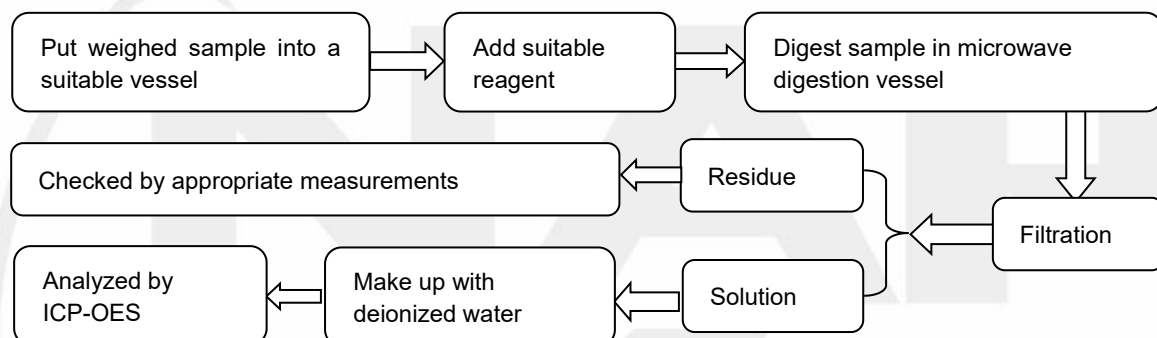 Put weighed sample into a
suitable vessel
Add suitable
reagent
Digest sample in microwave
digestion vessel
Checked by appropriate measurements
Residue
Filtration
Analyzed by
ICP-OES
Make up with
deionized water
Solution